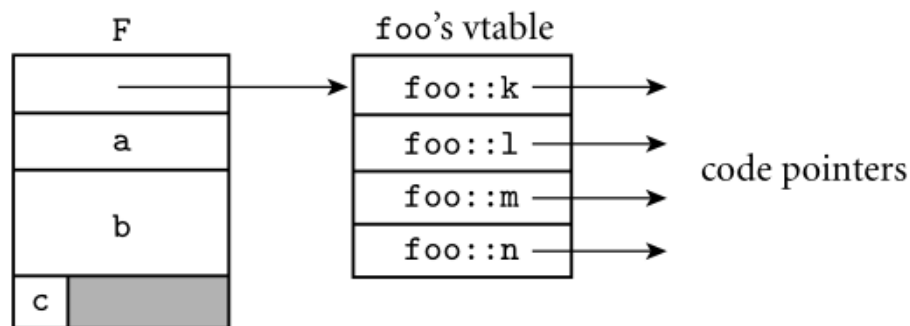 F
foo's vtable
foo::k
a
foo::l
code pointers
foo::m
b
foo::n
c